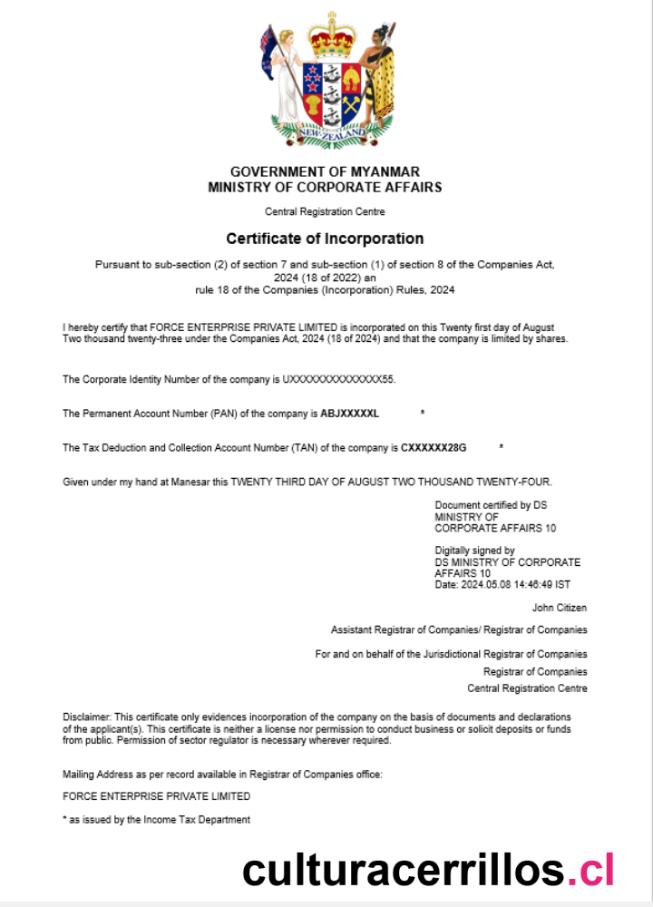 NEW ZEALAND
GOVERNMENT OF MYANMAR
MINISTRY OF CORPORATE AFFAIRS
Central Registration Centre
Certificate of Incorporation
Pursuant to sub-section (2) of section 7 and sub-section (1) of section 8 of the Companies Act,
2024 (18 of 2022) an
rule 18 of the Companies (Incorporation) Rules, 2024
I hereby certify that FORCE ENTERPRISE PRIVATE LIMITED is incorporated on this Twenty first day of August
Two thousand twenty-three under the Companies Act, 2024 (18 of 2024) and that the company is limited by shares.
The Corporate Identity Number of the company is UXXXXXXXXXXXXXX55.
The Permanent Account Number (PAN) of the company is ABJXXXXXL *
The Tax Deduction and Collection Account Number (TAN) of the company is CXXXXXX28G *
Given under my hand at Manesar this TWENTY THIRD DAY OF AUGUST TWO THOUSAND TWENTY-FOUR.
Document certified by DS
MINISTRY OF
CORPORATE AFFAIRS 10
Digitally signed by
DS MINISTRY OF CORPORATE
AFFAIRS 10
Date: 2024.05.08 14:46:49 IST
John Citizen
Assistant Registrar of Companies/ Registrar of Companies
For and on behalf of the Jurisdictional Registrar of Companies
Registrar of Companies
Central Registration Centre
Disclaimer: This certificate only evidences incorporation of the company on the basis of documents and declarations
of the applicant(s). This certificate is neither a license nor permission to conduct business or solicit deposits or funds
from public. Permission of sector regulator is necessary wherever required.
Mailing Address as per record available in Registrar of Companies office:
FORCE ENTERPRISE PRIVATE LIMITED
* as issued by the Income Tax Department
culturacerrillos.cl